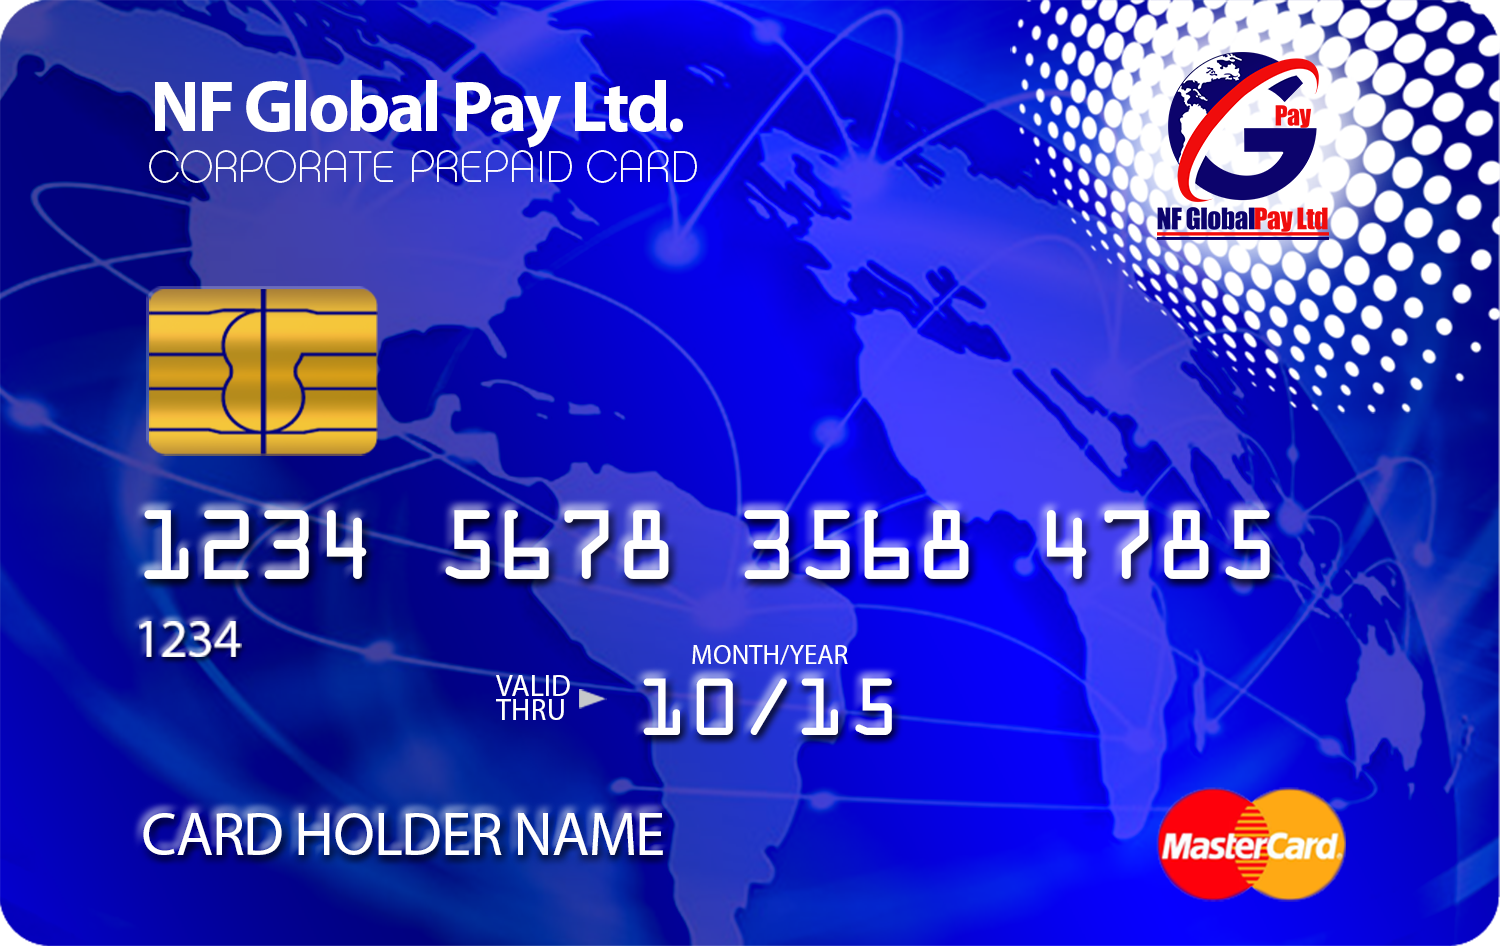 NF Global Pay Ltd.
CORPORATE PREPAID CARD
G
Pay
NF GlobalPay Ltd
1234 5678 3568 4785
1234
MONTH/YEAR
VALID
THRU
10/15
CARD HOLDER NAME
MasterCard